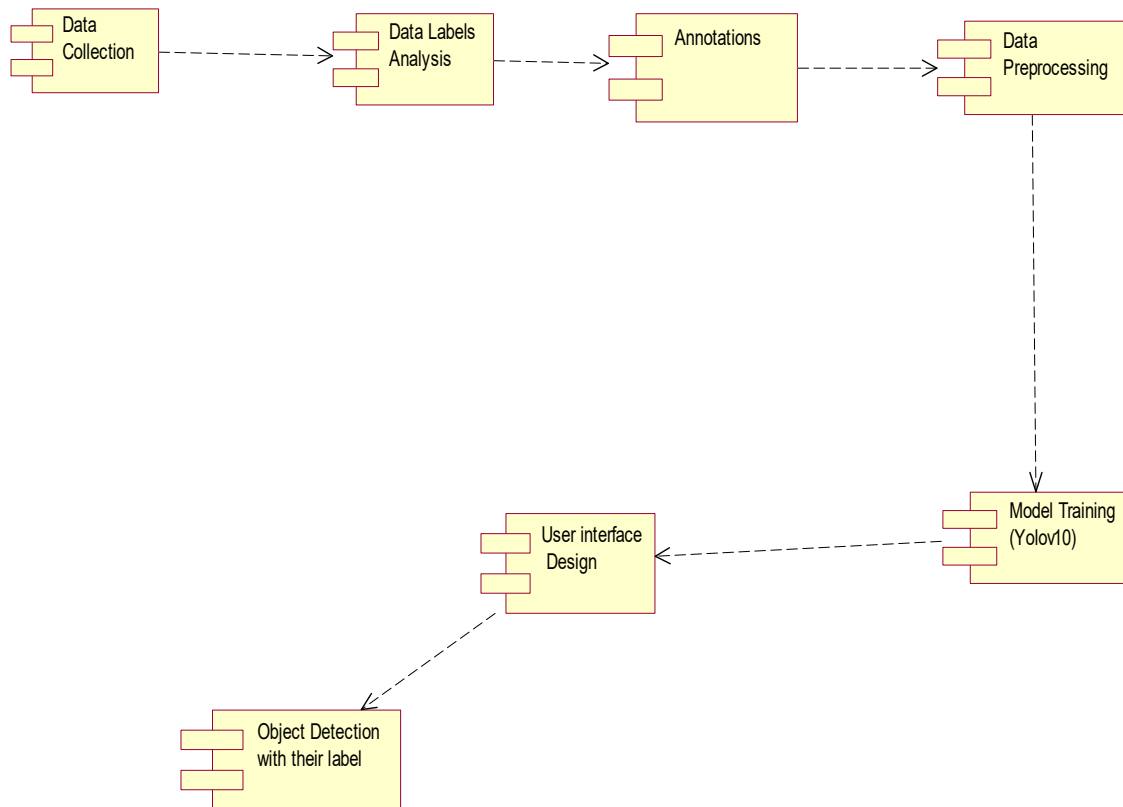 Data
Collection
Data Labels
Analysis
Annotations
Data
Preprocessing
Model Training
(Yolov10)
User interface
Design
Object Detection
with their label